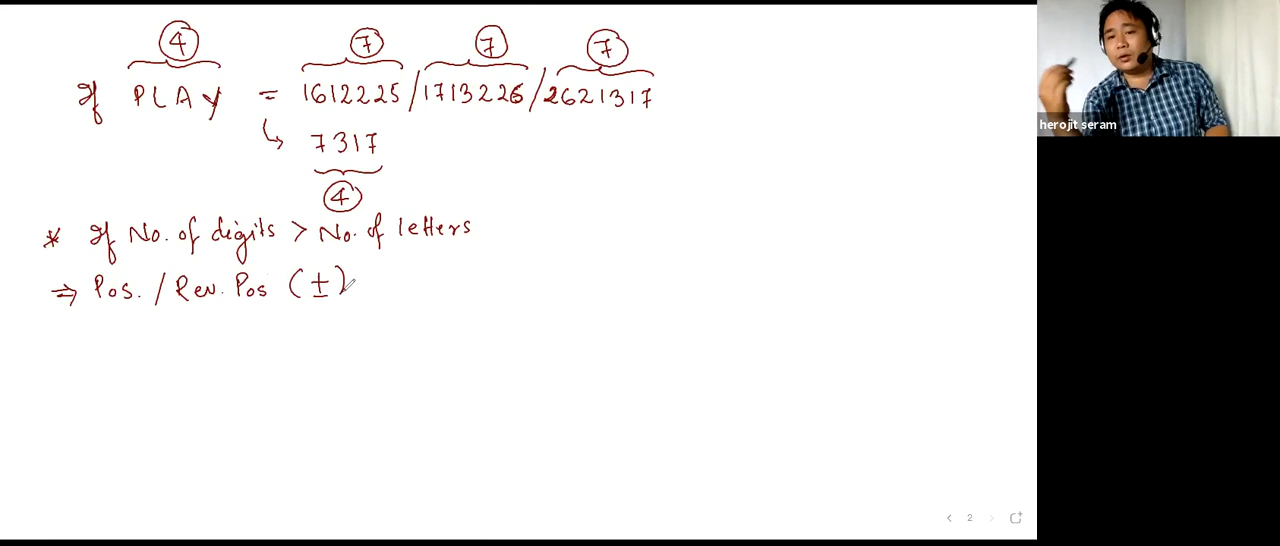 4 7 7 7
If PLAY = 1612225 / 1713226 / 2621317
herojit seram
↳ 7317
4
* If No. of digits > No. of letters
⇒ Pos. / Rev. Pos (±)
2